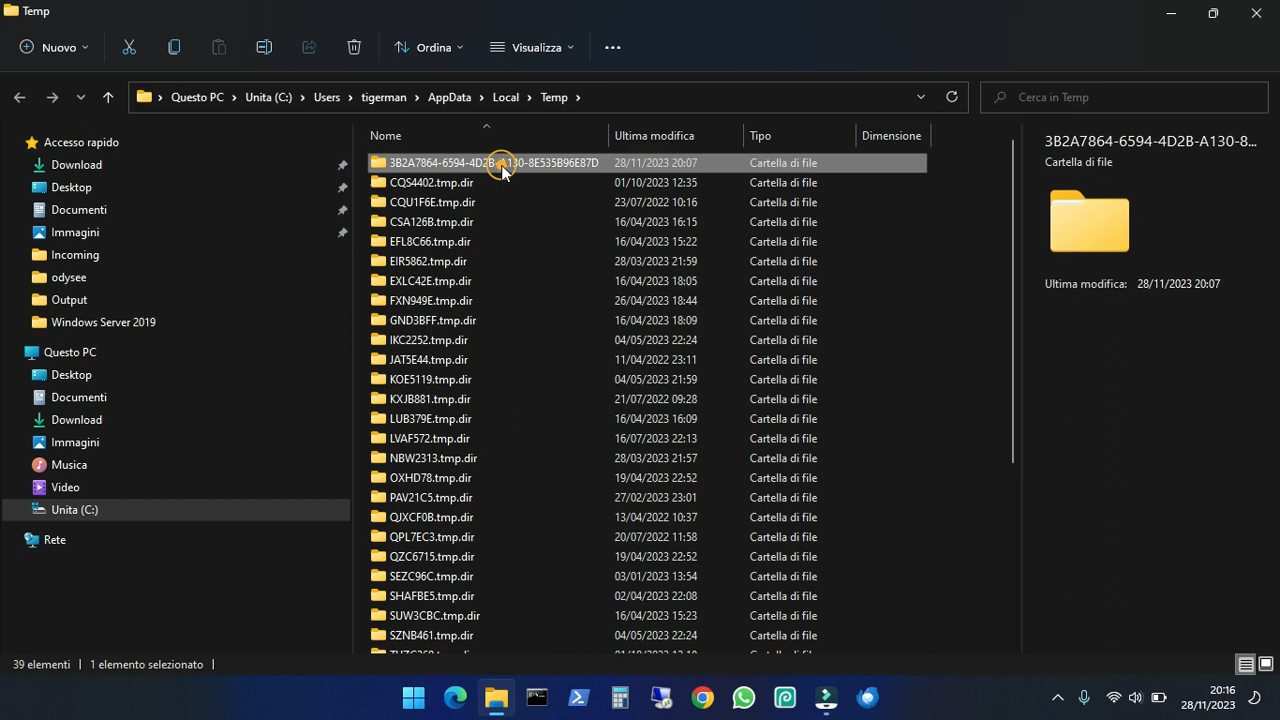 Temp
Nuovo
Ordina
Visualizza
Questo PC > Unita (C:) > Users > tigerman > AppData > Local > Temp >
Cerca in Temp
Accesso rapido
Download
Desktop
Documenti
Immagini
Incoming
odysee
Output
Windows Server 2019
Questo PC
Desktop
Documenti
Download
Immagini
Musica
Video
Unita (C:)
Rete
Nome Ultima modifica Tipo Dimensione
3B2A7864-6594-4D2B-A130-8E535B96E87D 28/11/2023 20:07 Cartella di file
CQS4402.tmp.dir 01/10/2023 12:35 Cartella di file
CQU1F6E.tmp.dir 23/07/2022 10:16 Cartella di file
CSA126B.tmp.dir 16/04/2023 16:15 Cartella di file
EFL8C66.tmp.dir 16/04/2023 15:22 Cartella di file
EIR5862.tmp.dir 28/03/2023 21:59 Cartella di file
EXLC42E.tmp.dir 16/04/2023 18:05 Cartella di file
FXN949E.tmp.dir 26/04/2023 18:44 Cartella di file
GND3BFF.tmp.dir 16/04/2023 18:09 Cartella di file
IKC2252.tmp.dir 04/05/2023 22:24 Cartella di file
JAT5E44.tmp.dir 11/04/2022 23:11 Cartella di file
KOE5119.tmp.dir 04/05/2023 21:59 Cartella di file
KXJB881.tmp.dir 21/07/2022 09:28 Cartella di file
LUB379E.tmp.dir 16/04/2023 16:09 Cartella di file
LVAF572.tmp.dir 16/07/2022 22:13 Cartella di file
NBW2313.tmp.dir 28/03/2023 21:57 Cartella di file
OXHD78.tmp.dir 19/04/2023 22:52 Cartella di file
PAV21C5.tmp.dir 27/02/2023 23:01 Cartella di file
QJXCF0B.tmp.dir 13/04/2022 10:37 Cartella di file
QPL7EC3.tmp.dir 20/07/2022 11:58 Cartella di file
QZC6715.tmp.dir 19/04/2023 22:52 Cartella di file
SEZC96C.tmp.dir 03/01/2023 13:54 Cartella di file
SHAFBE5.tmp.dir 02/04/2023 22:08 Cartella di file
SUW3CBC.tmp.dir 16/04/2023 15:23 Cartella di file
SZNB461.tmp.dir 04/05/2023 22:24 Cartella di file
3B2A7864-6594-4D2B-A130-8...
Cartella di file
Ultima modifica: 28/11/2023 20:07
39 elementi 1 elemento selezionato
20:16
28/11/2023